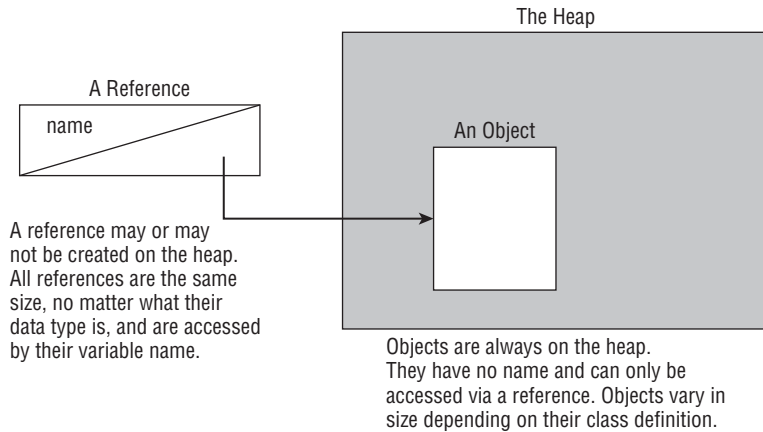 The Heap
A Reference
name
An Object
A reference may or may
not be created on the heap.
All references are the same
size, no matter what their
data type is, and are accessed
by their variable name.
Objects are always on the heap.
They have no name and can only be
accessed via a reference. Objects vary in
size depending on their class definition.